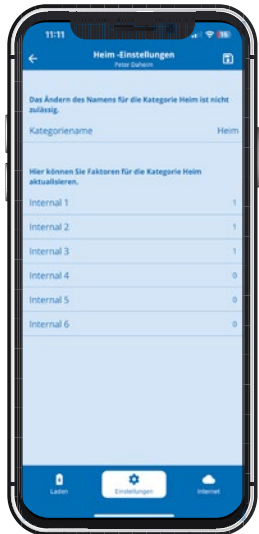 11:11
Heim -Einstellungen
Peter Daheim
Das Ändern des Namens für die Kategorie Heim ist nicht
zulässig.
Kategoriename Heim
Hier können Sie Faktoren für die Kategorie Heim
aktualisieren.
Internal 1 1
Internal 2 1
Internal 3 1
Internal 4 0
Internal 5 0
Internal 6 0
Laden Einstellungen Internet